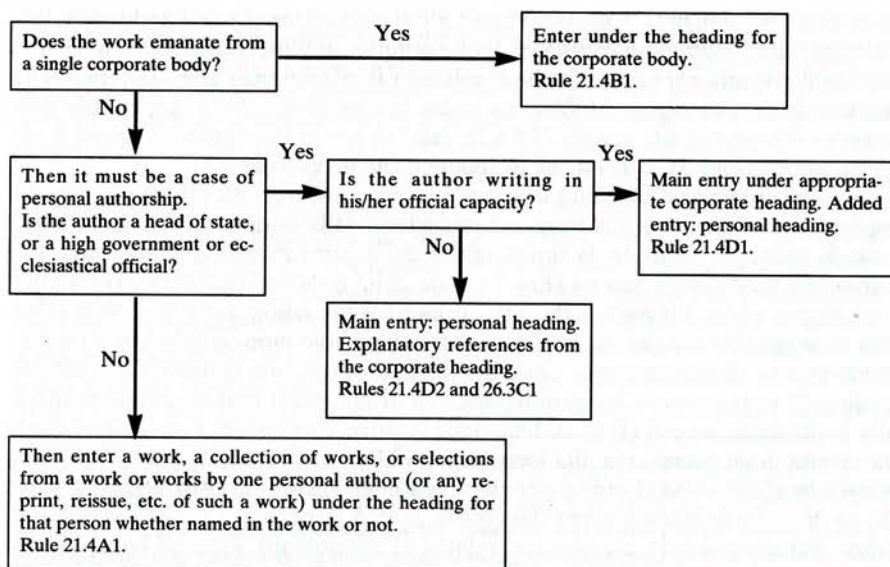 Does the work emanate from
a single corporate body?
Yes
Enter under the heading for
the corporate body.
Rule 21.4B1.
No
Then it must be a case of
personal authorship.
Is the author a head of state,
or a high government or ec-
clesiastical official?
Yes
Is the author writing in
his/her official capacity?
Yes
Main entry under appropri-
ate corporate heading. Added
entry: personal heading.
Rule 21.4D1.
No
Main entry: personal heading.
Explanatory references from
the corporate heading.
Rules 21.4D2 and 26.3C1
No
Then enter a work, a collection of works, or selections
from a work or works by one personal author (or any re-
print, reissue, etc. of such a work) under the heading for
that person whether named in the work or not.
Rule 21.4A1.